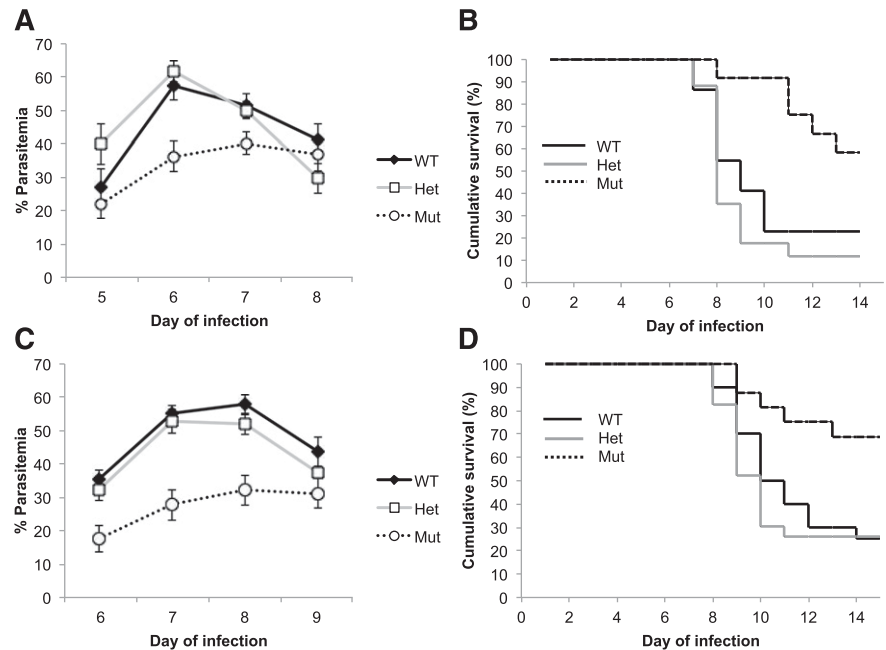 A
70
60
50
40
30
20
10
0
% Parasitemia
5 6 7 8
Day of infection
WT
Het
Mut
B
100
90
80
70
60
50
40
30
20
10
0
Cumulative survival (%)
0 2 4 6 8 10 12 14
Day of infection
WT
Het
Mut
C
70
60
50
40
30
20
10
0
% Parasitemia
6 7 8 9
Day of infection
WT
Het
Mut
D
100
90
80
70
60
50
40
30
20
10
0
Cumulative survival (%)
0 2 4 6 8 10 12 14
Day of infection
WT
Het
Mut